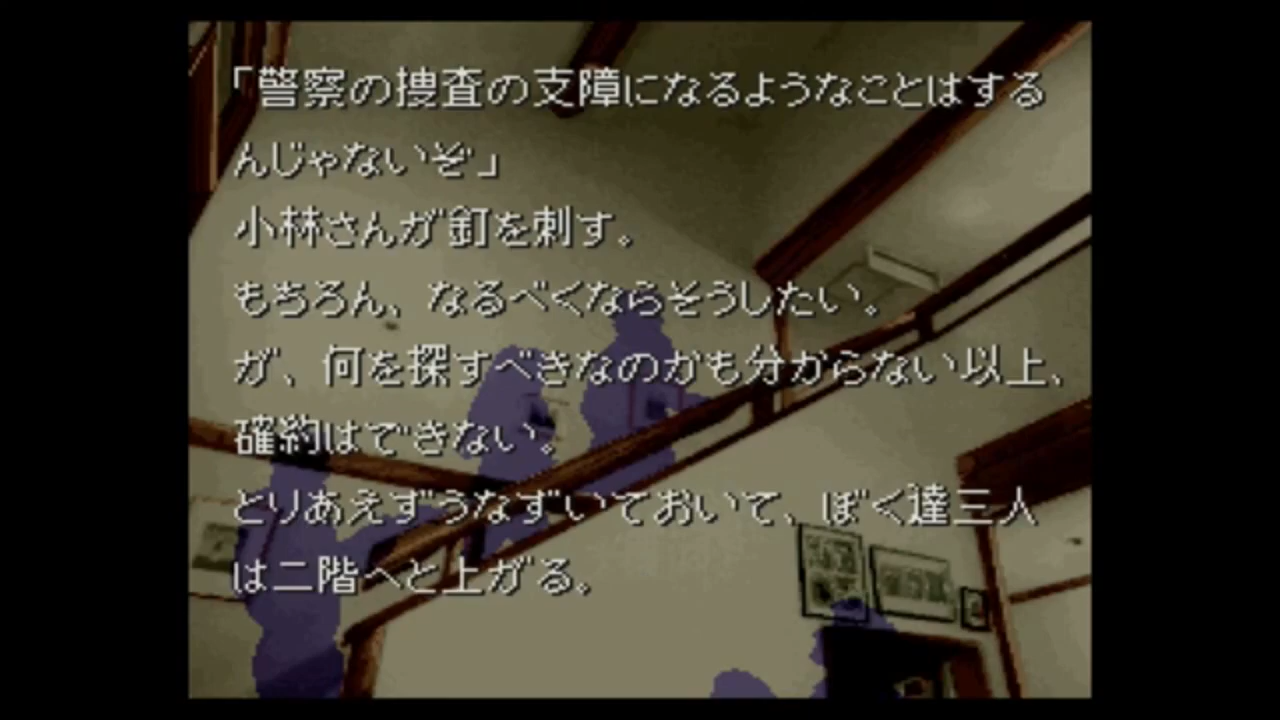 「警察の捜査の支障になるようなことはする
んじゃないぞ」
小林さんが釘を刺す。
もちろん、なるべくならそうしたい。
が、何を探すべきなのかも分からない以上、
確約はできない。
とりあえずうなずいておいて、ぼく達三人
は二階へと上がる。